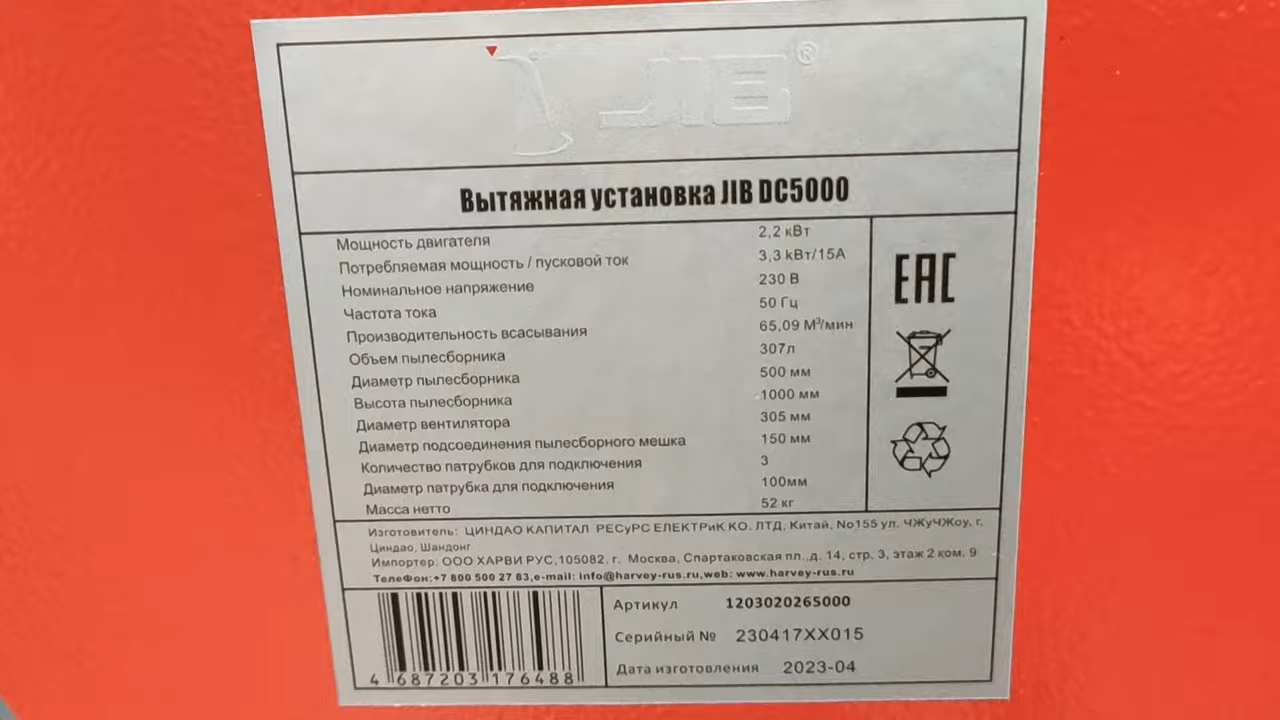 JIB®
Вытяжная установка JIB DC5000
Мощность двигателя 2,2 кВт
Потребляемая мощность / пусковой ток 3,3 кВт/15А
Номинальное напряжение 230 В
Частота тока 50 Гц
Производительность всасывания 65,09 М³/мин
Объем пылесборника 307л
Диаметр пылесборника 500 мм
Высота пылесборника 1000 мм
Диаметр вентилятора 305 мм
Диаметр подсоединения пылесборного мешка 150 мм
Количество патрубков для подключения 3
Диаметр патрубка для подключения 100мм
Масса нетто 52 кг
EAC
Изготовитель: ЦИНДАО КАПИТАЛ РЕСуРС ЕЛЕКТРиК КО. ЛТД, Китай, No155 ул. ЧЖуЧЖоу, г.
Циндао, Шандонг
Импортер: ООО ХАРВИ РУС,105082, г. Москва, Спартаковская пл.,д. 14, стр. 3, этаж 2 ком. 9
ТелеФон:+7 800 500 27 83,e-mail: info@harvey-rus.ru,web: www.harvey-rus.ru
Артикул 1203020265000
Серийный № 230417XX015
Дата изготовления 2023-04
4 687203 176488